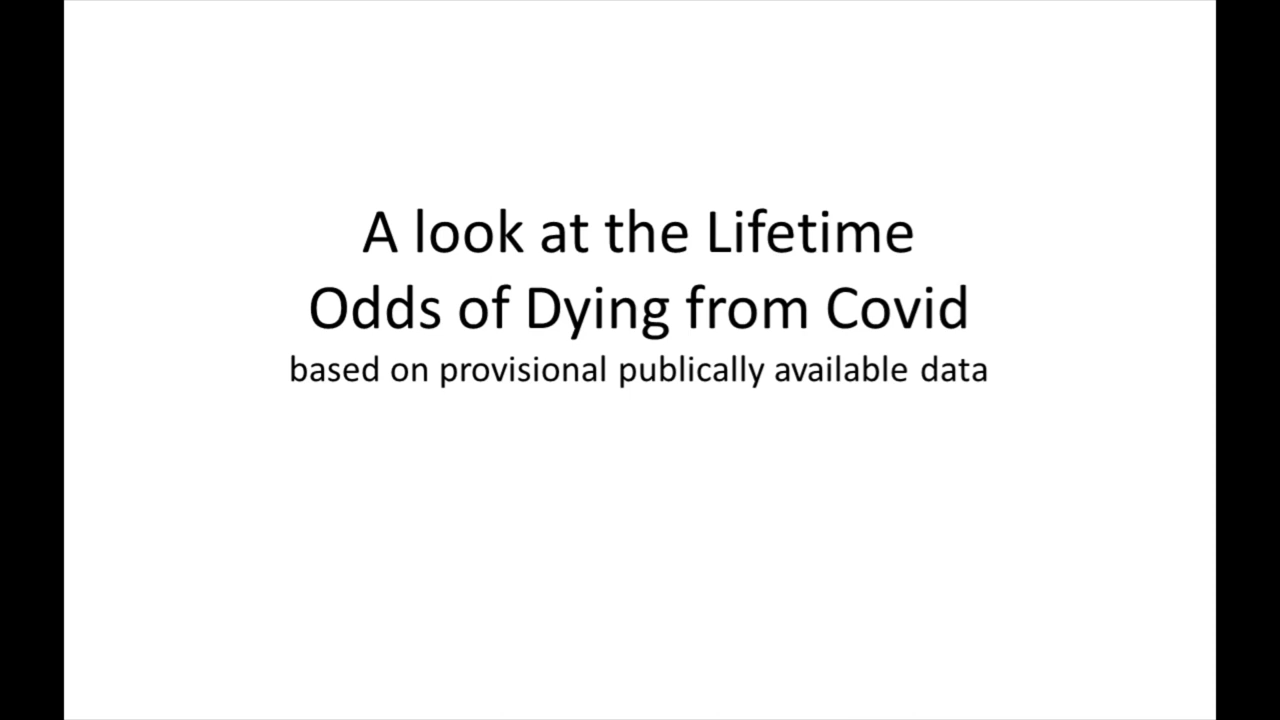 A look at the Lifetime
Odds of Dying from Covid
based on provisional publically available data